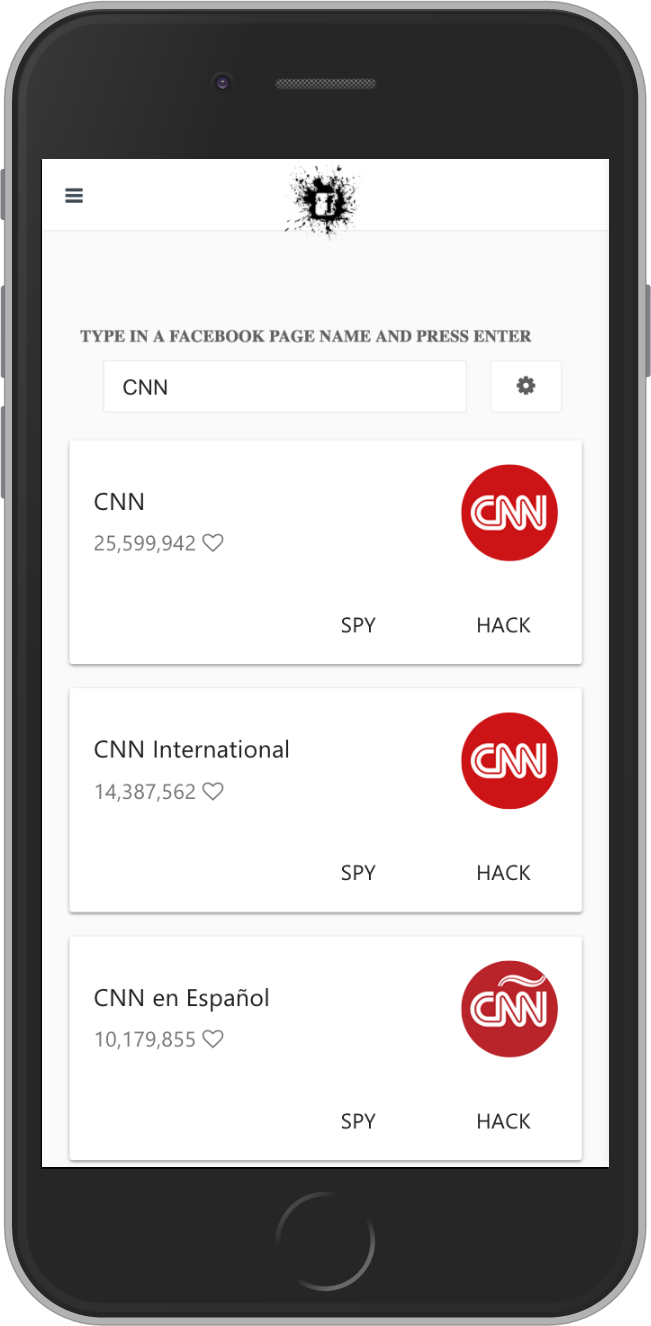 f
TYPE IN A FACEBOOK PAGE NAME AND PRESS ENTER
CNN
CNN
CNN
25,599,942
SPY HACK
CNN
CNN International
14,387,562
SPY HACK
CNN
CNN en Español
10,179,855
SPY HACK